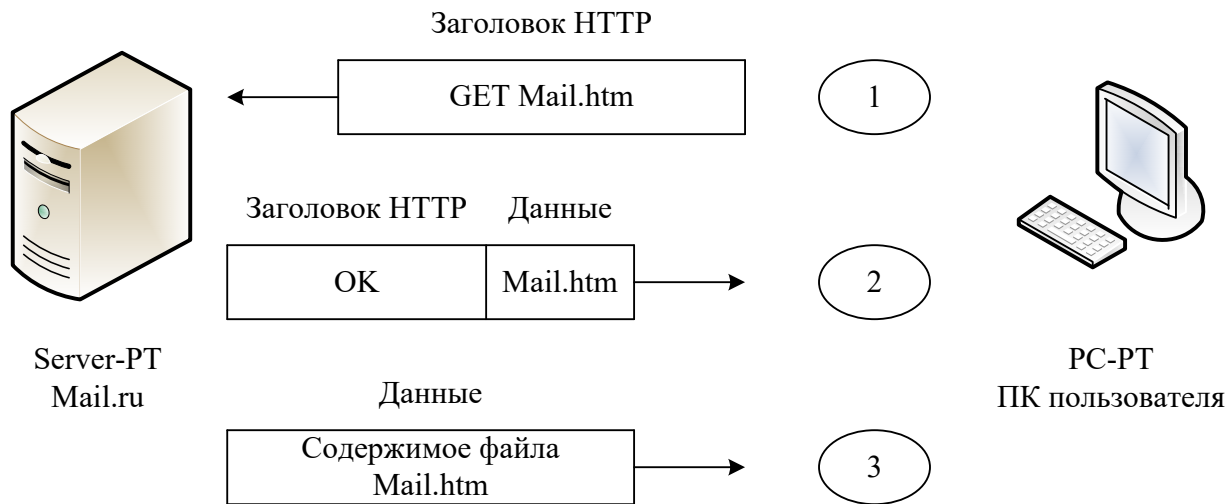 Заголовок HTTP
GET Mail.htm
1
Заголовок HTTP
Данные
OK
Mail.htm
2
Server-PT
Mail.ru
PC-PT
ПК пользователя
Данные
Содержимое файла
Mail.htm
3